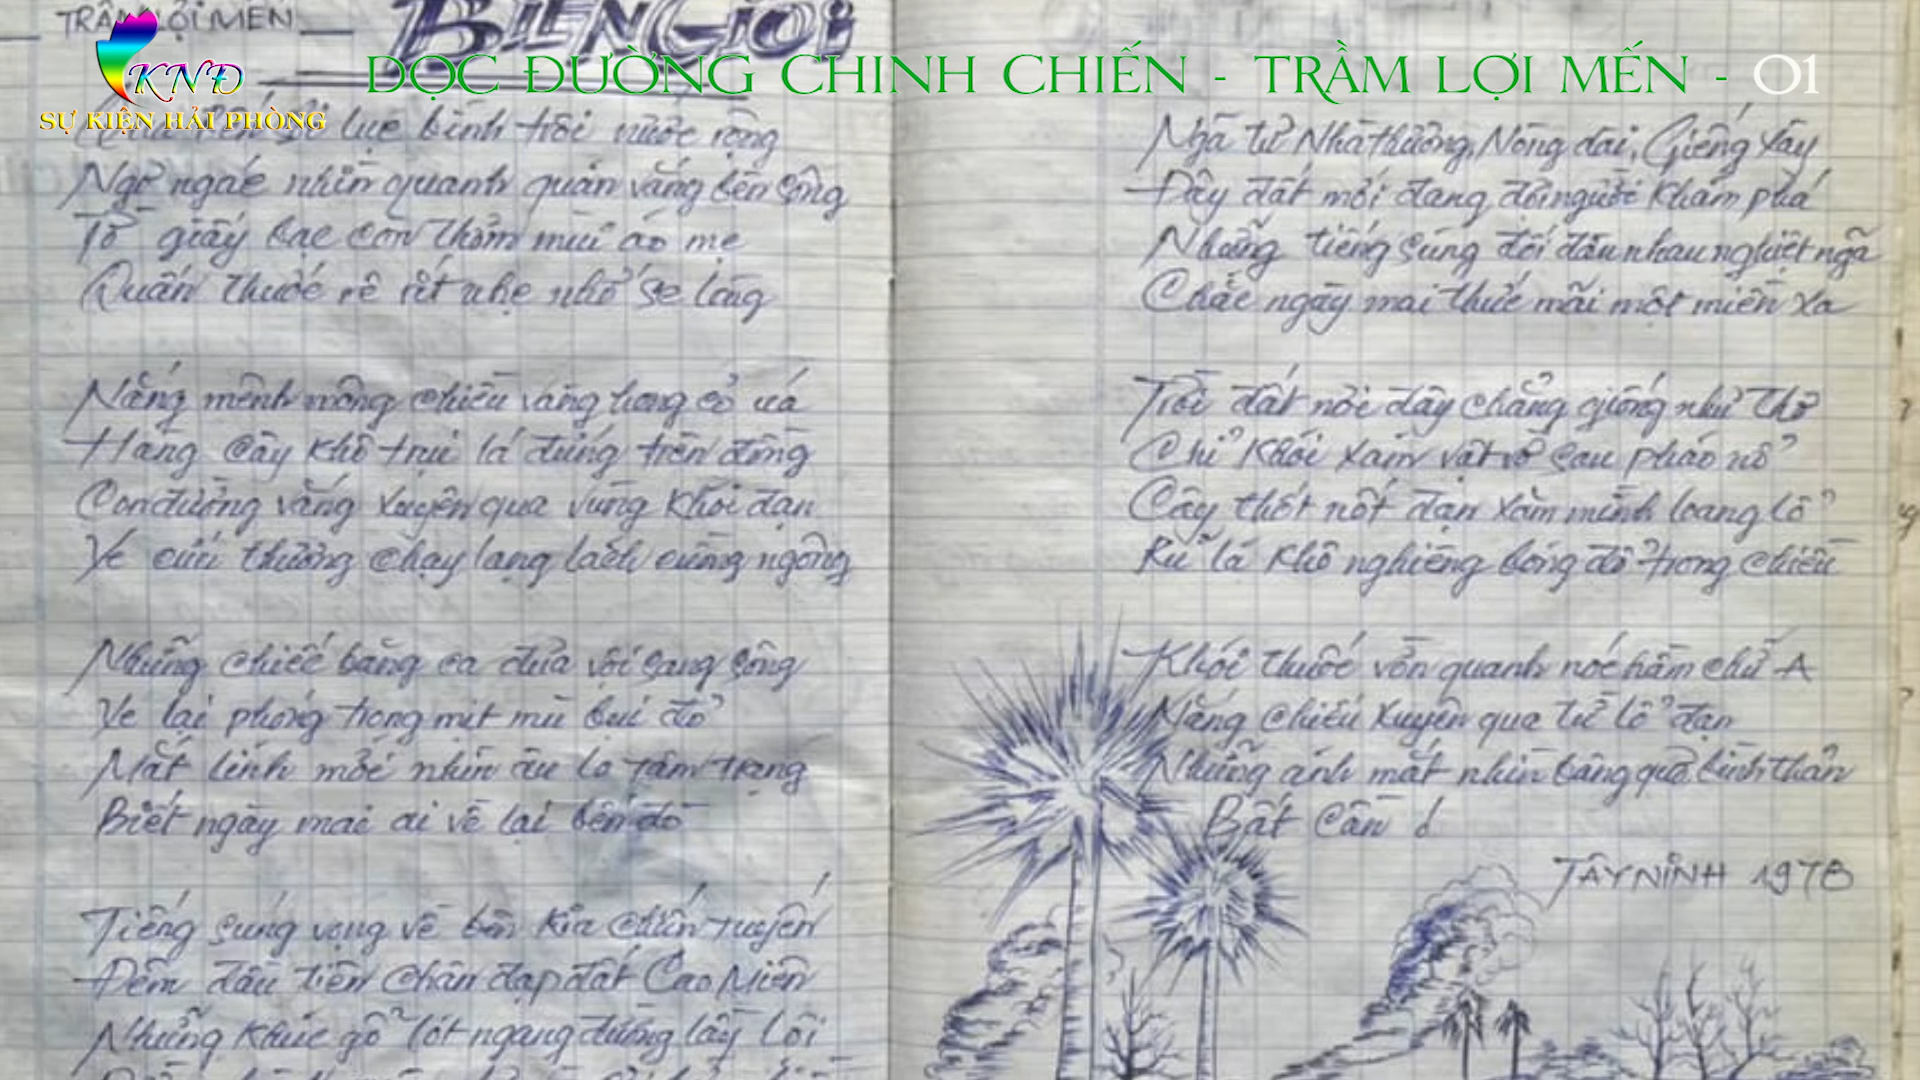 TRẦM LỢI MẾN
BIÊN GIỚI
DỌC ĐƯỜNG CHINH CHIẾN - TRẦM LỢI MẾN - 01
KNĐ
SỰ KIỆN HẢI PHÒNG
lục bình trôi nước rộng
Ngơ ngác nhìn quanh quán vắng bên sông
Tờ giấy bạc còn thơm mùi áo mẹ
Quấn thuốc rê rít nhẹ nhớ se lòng
Nắng mênh mông chiều vàng trong cỏ úa
Hàng cây khô trụi lá đứng trên đồng
Con đường vắng xuyên qua vùng khói đạn
Xe cứu thương chạy lạng lách cuồng ngông
Những chiếc băng ca đưa vội sang sông
Xe lại phóng trong mịt mù bụi đỏ
Mắt lính mới nhìn âu lo tâm trạng
Biết ngày mai ai về lại bến đò
Tiếng súng vọng về bên kia chiến tuyến
Đêm đầu tiên chân đạp đất Cao Miên
Những khúc gỗ lót ngang đường lầy lội
Ngã tư Nhà thương, Nông dai, Giếng Xây
Đây đất mới đang đợi người khám phá
Những tiếng súng đối đầu nhau nghiệt ngã
Chắc ngày mai thức mãi một miền xa
Trời đất nơi đây chẳng giống như thơ
Chỉ khói xám vật vờ sau pháo nổ
Cây thốt nốt đạn xăm mình loang lổ
Rũ lá khô nghiêng bóng đổ trong chiều
Khói thuốc vờn quanh nóc hầm chữ A
Nắng chiều xuyên qua từ lổ đạn
Những ánh mắt nhìn bâng quơ bình thản
Bất cần !
TÂY NINH 1978